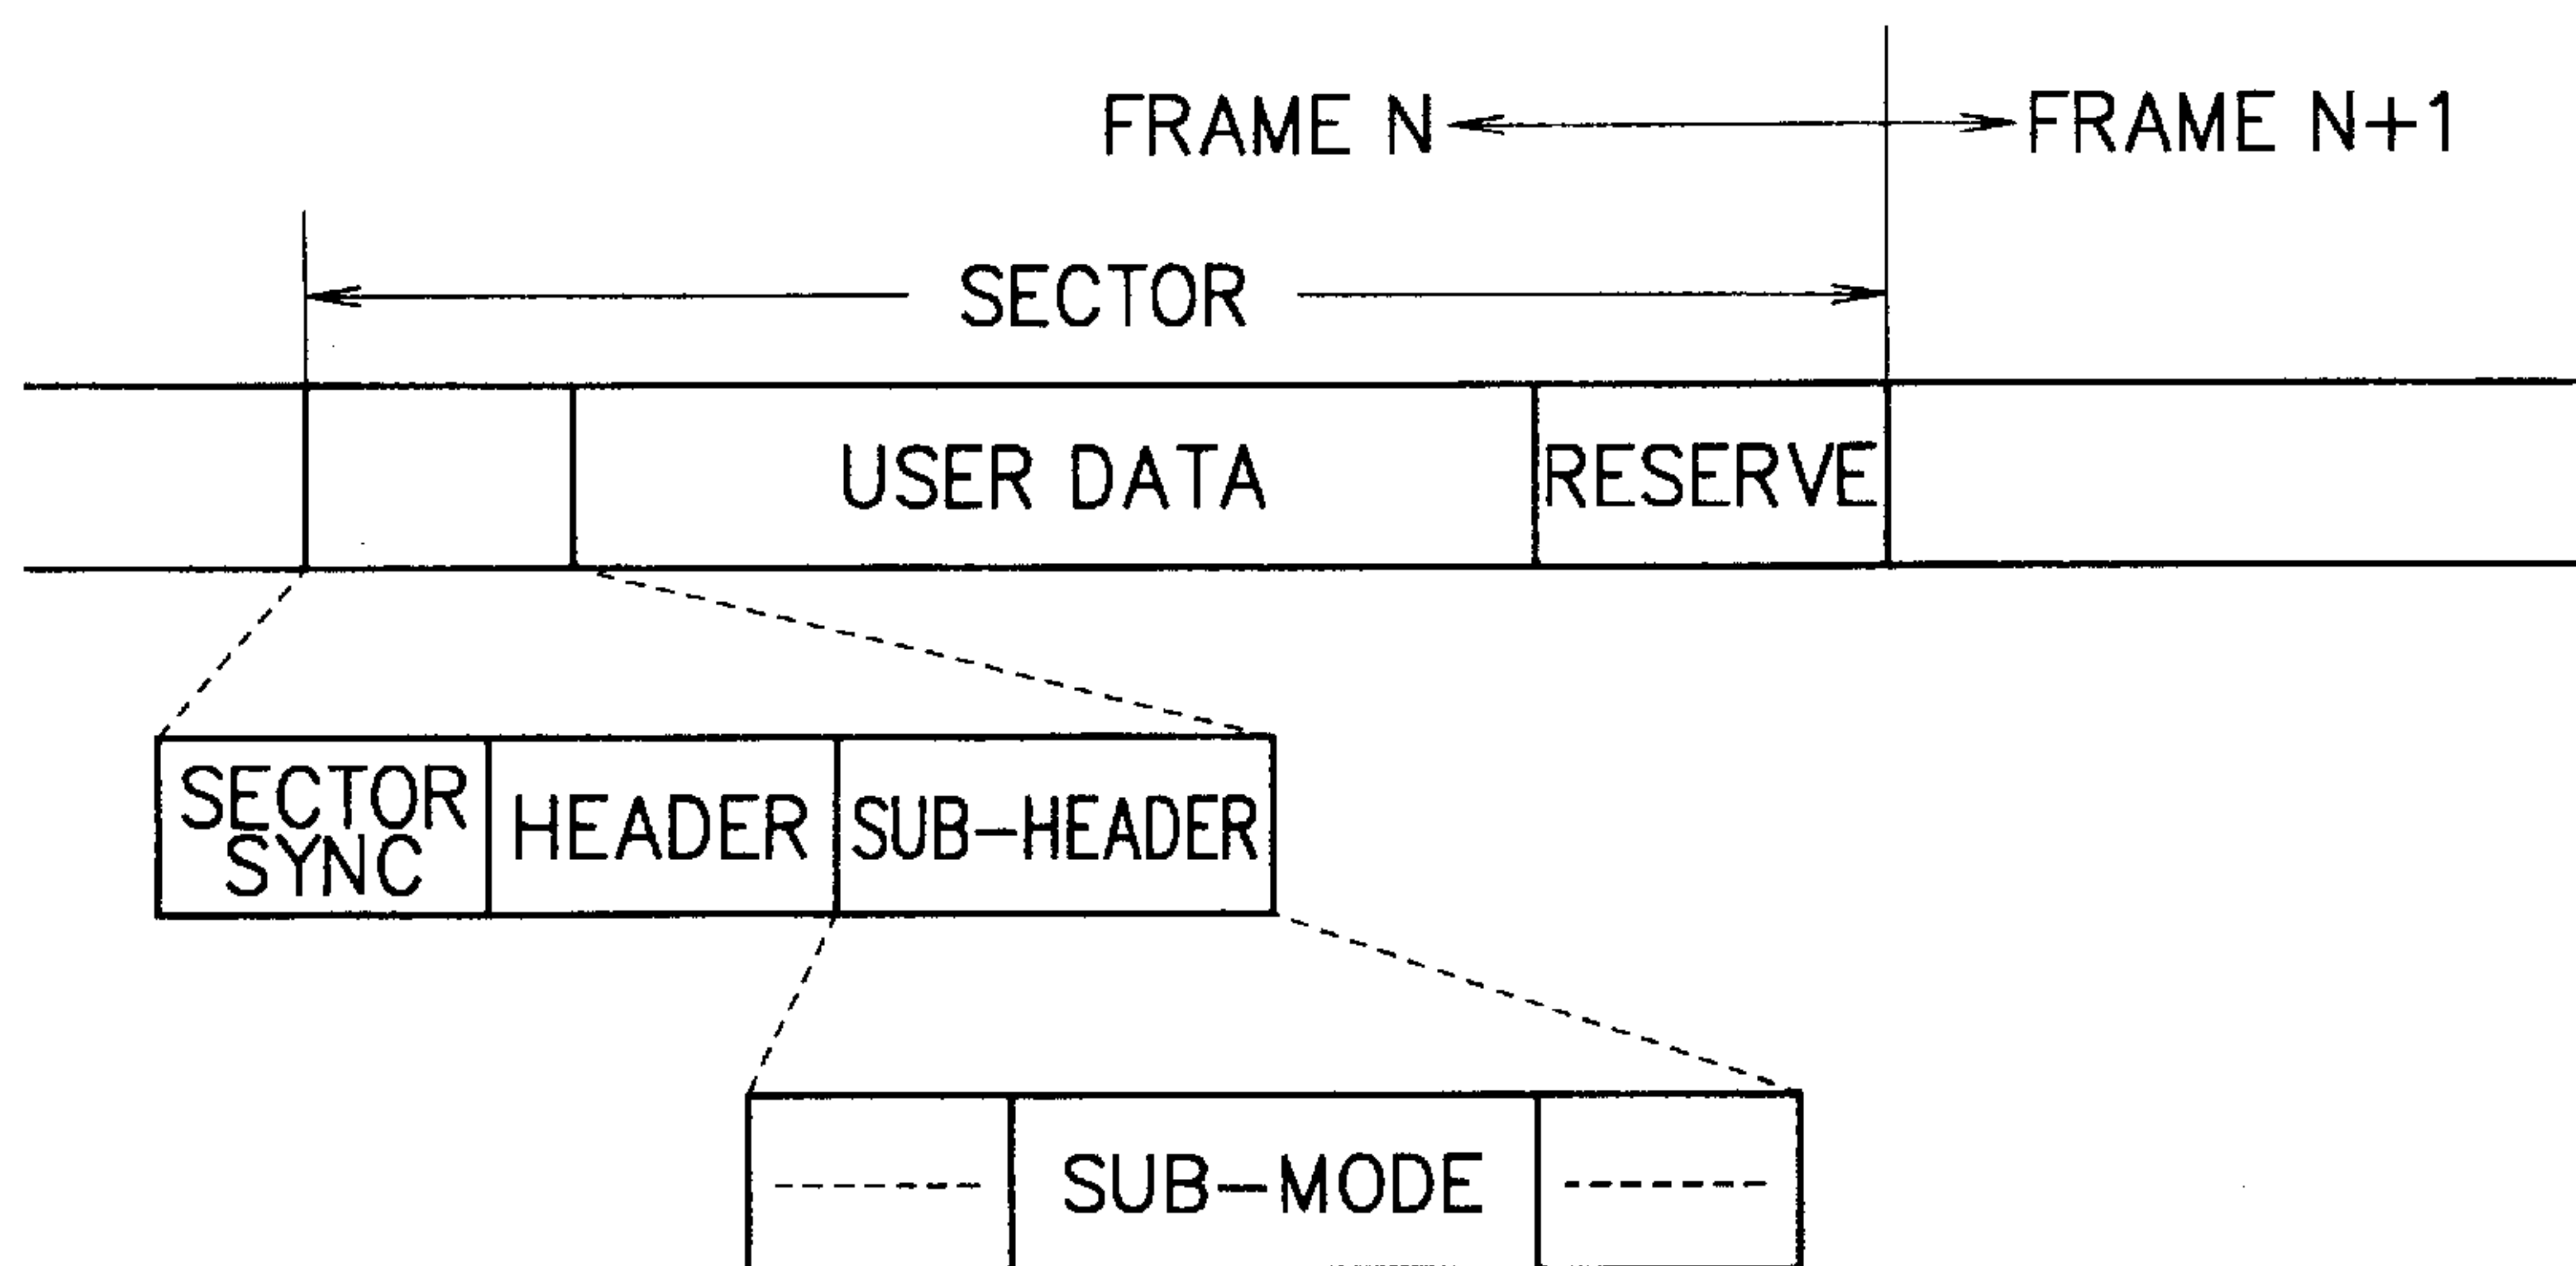 FRAME N FRAME N+1
SECTOR
USER DATA RESERVE
SECTOR SYNC HEADER SUB-HEADER
SUB-MODE